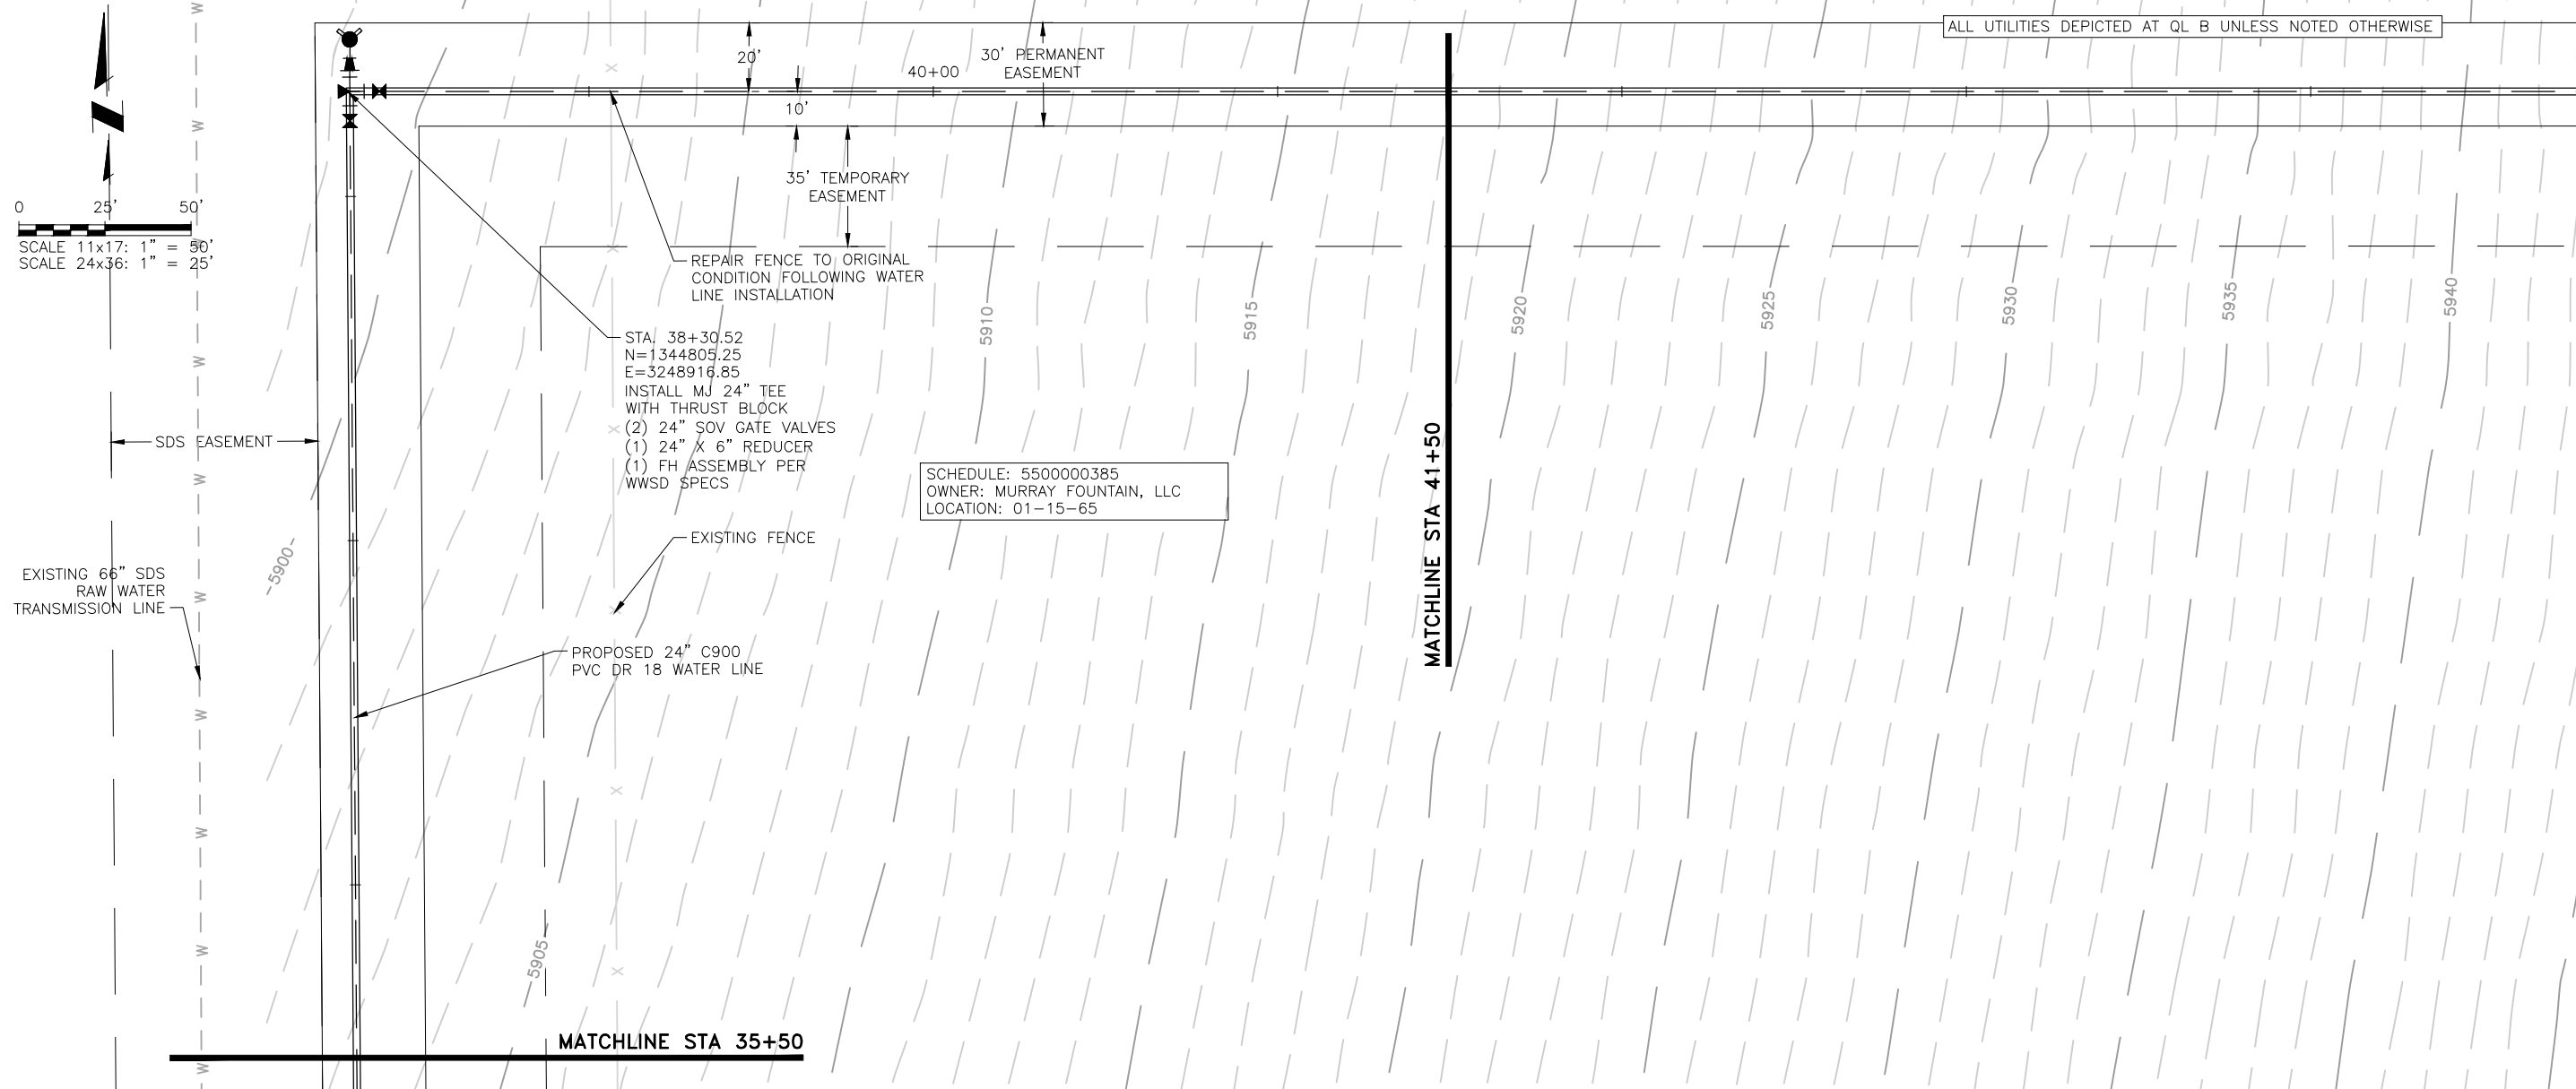 ALL UTILITIES DEPICTED AT QL B UNLESS NOTED OTHERWISE
20'
30' PERMANENT
EASEMENT
40+00
10'
35' TEMPORARY
EASEMENT
0 25' 50'
SCALE 11x17: 1" = 50'
SCALE 24x36: 1" = 25'
REPAIR FENCE TO ORIGINAL
CONDITION FOLLOWING WATER
LINE INSTALLATION
STA. 38+30.52
N=1344805.25
E=3248916.85
INSTALL MJ 24" TEE
WITH THRUST BLOCK
(2) 24" SOV GATE VALVES
(1) 24" X 6" REDUCER
(1) FH ASSEMBLY PER
WWSD SPECS
SDS EASEMENT
SCHEDULE: 5500000385
OWNER: MURRAY FOUNTAIN, LLC
LOCATION: 01-15-65
EXISTING FENCE
EXISTING 66" SDS
RAW WATER
TRANSMISSION LINE
PROPOSED 24" C900
PVC DR 18 WATER LINE
MATCHLINE STA 41+50
MATCHLINE STA 35+50
5900
5905
5910
5915
5920
5925
5930
5935
5940
W
W
W
W
W
W
W
W
W
W
X
X
X
X
X
X